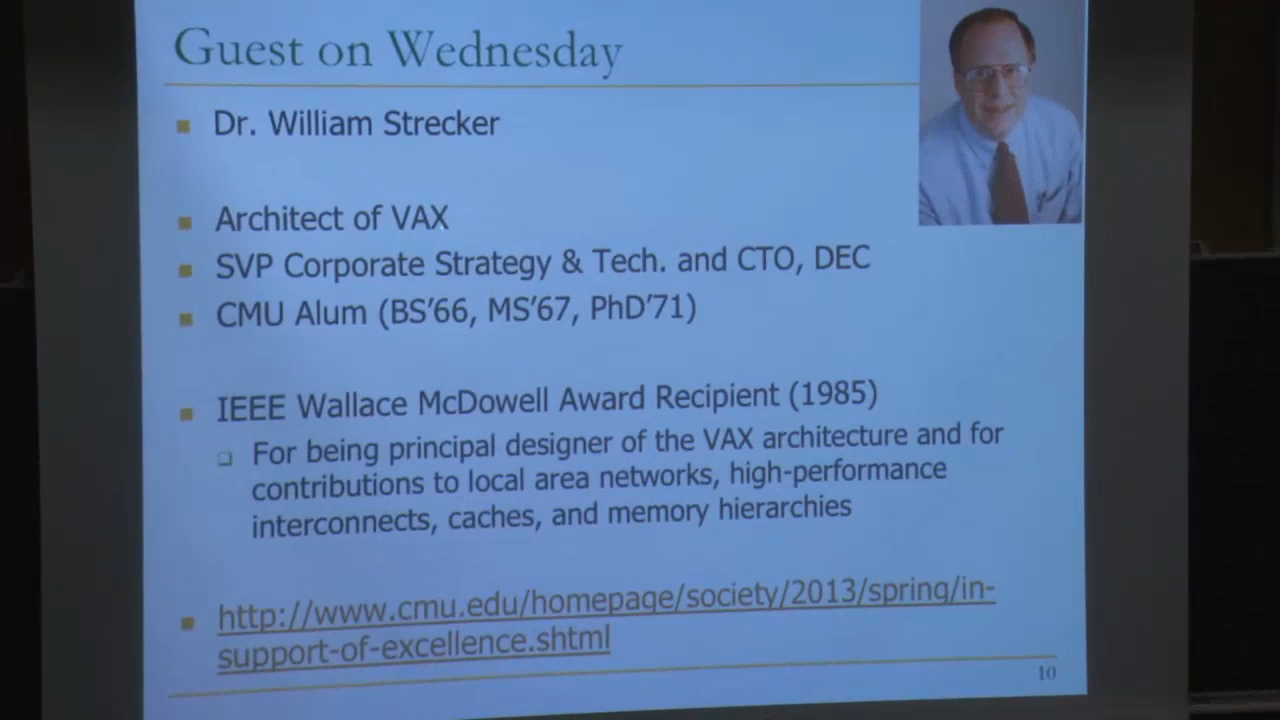 Guest on Wednesday
Dr. William Strecker
Architect of VAX
SVP Corporate Strategy & Tech. and CTO, DEC
CMU Alum (BS'66, MS'67, PhD'71)
IEEE Wallace McDowell Award Recipient (1985)
For being principal designer of the VAX architecture and for
contributions to local area networks, high-performance
interconnects, caches, and memory hierarchies
http://www.cmu.edu/homepage/society/2013/spring/in-
support-of-excellence.shtml
10